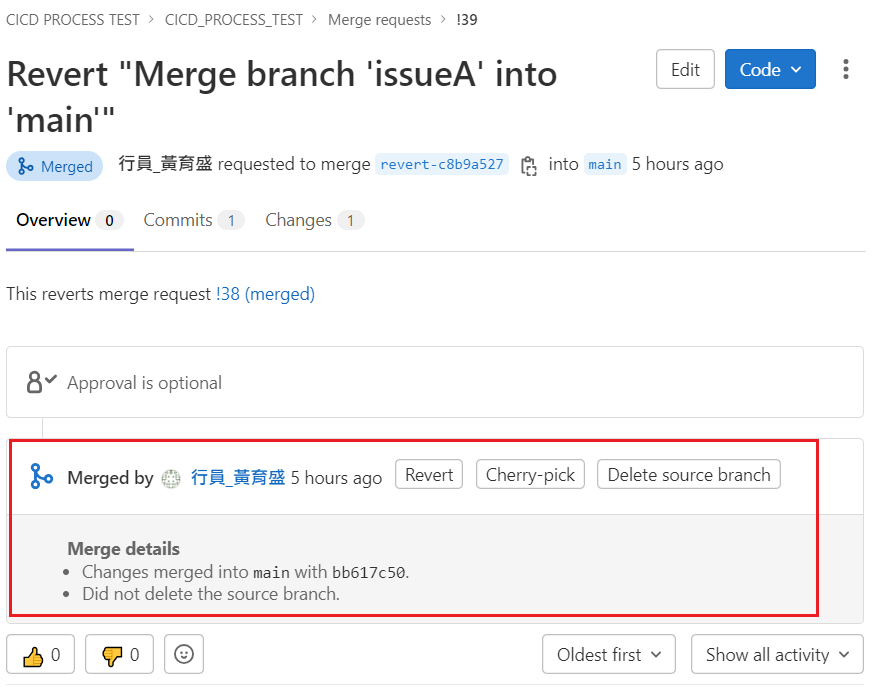 CICD PROCESS TEST › CICD_PROCESS_TEST › Merge requests › !39
Revert "Merge branch 'issueA' into
'main'"
Edit
Code
Merged 行員_黃育盛 requested to merge revert-c8b9a527 into main 5 hours ago
Overview 0 Commits 1 Changes 1
This reverts merge request !38 (merged)
Approval is optional
Merged by 行員_黃育盛 5 hours ago Revert Cherry-pick Delete source branch
Merge details
• Changes merged into main with bb617c50.
• Did not delete the source branch.
0 0 Oldest first Show all activity